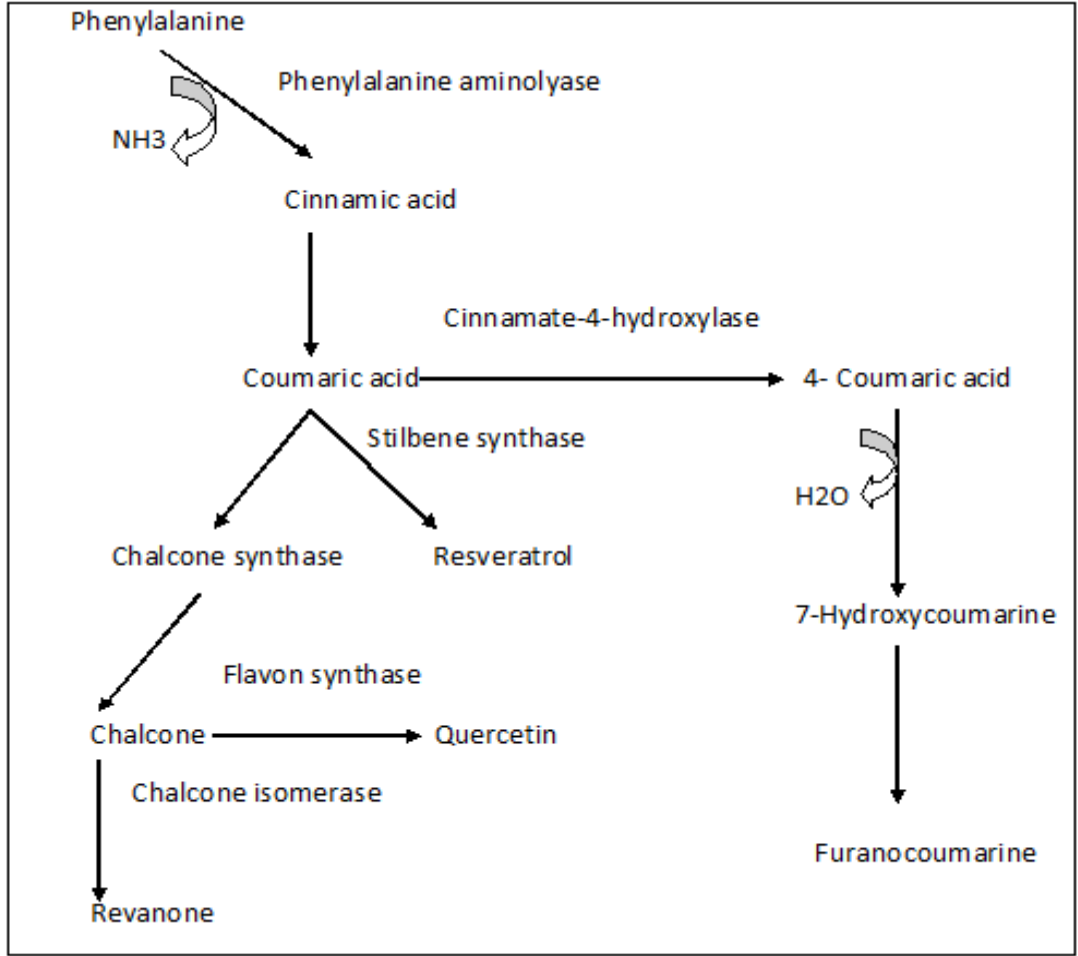 Phenylalanine
Phenylalanine aminolyase
NH3
Cinnamic acid
Cinnamate-4-hydroxylase
Coumaric acid
4- Coumaric acid
Stilbene synthase
H2O
Chalcone synthase
Resveratrol
7-Hydroxycoumarine
Flavon synthase
Chalcone
Quercetin
Chalcone isomerase
Furanocoumarine
Revanone